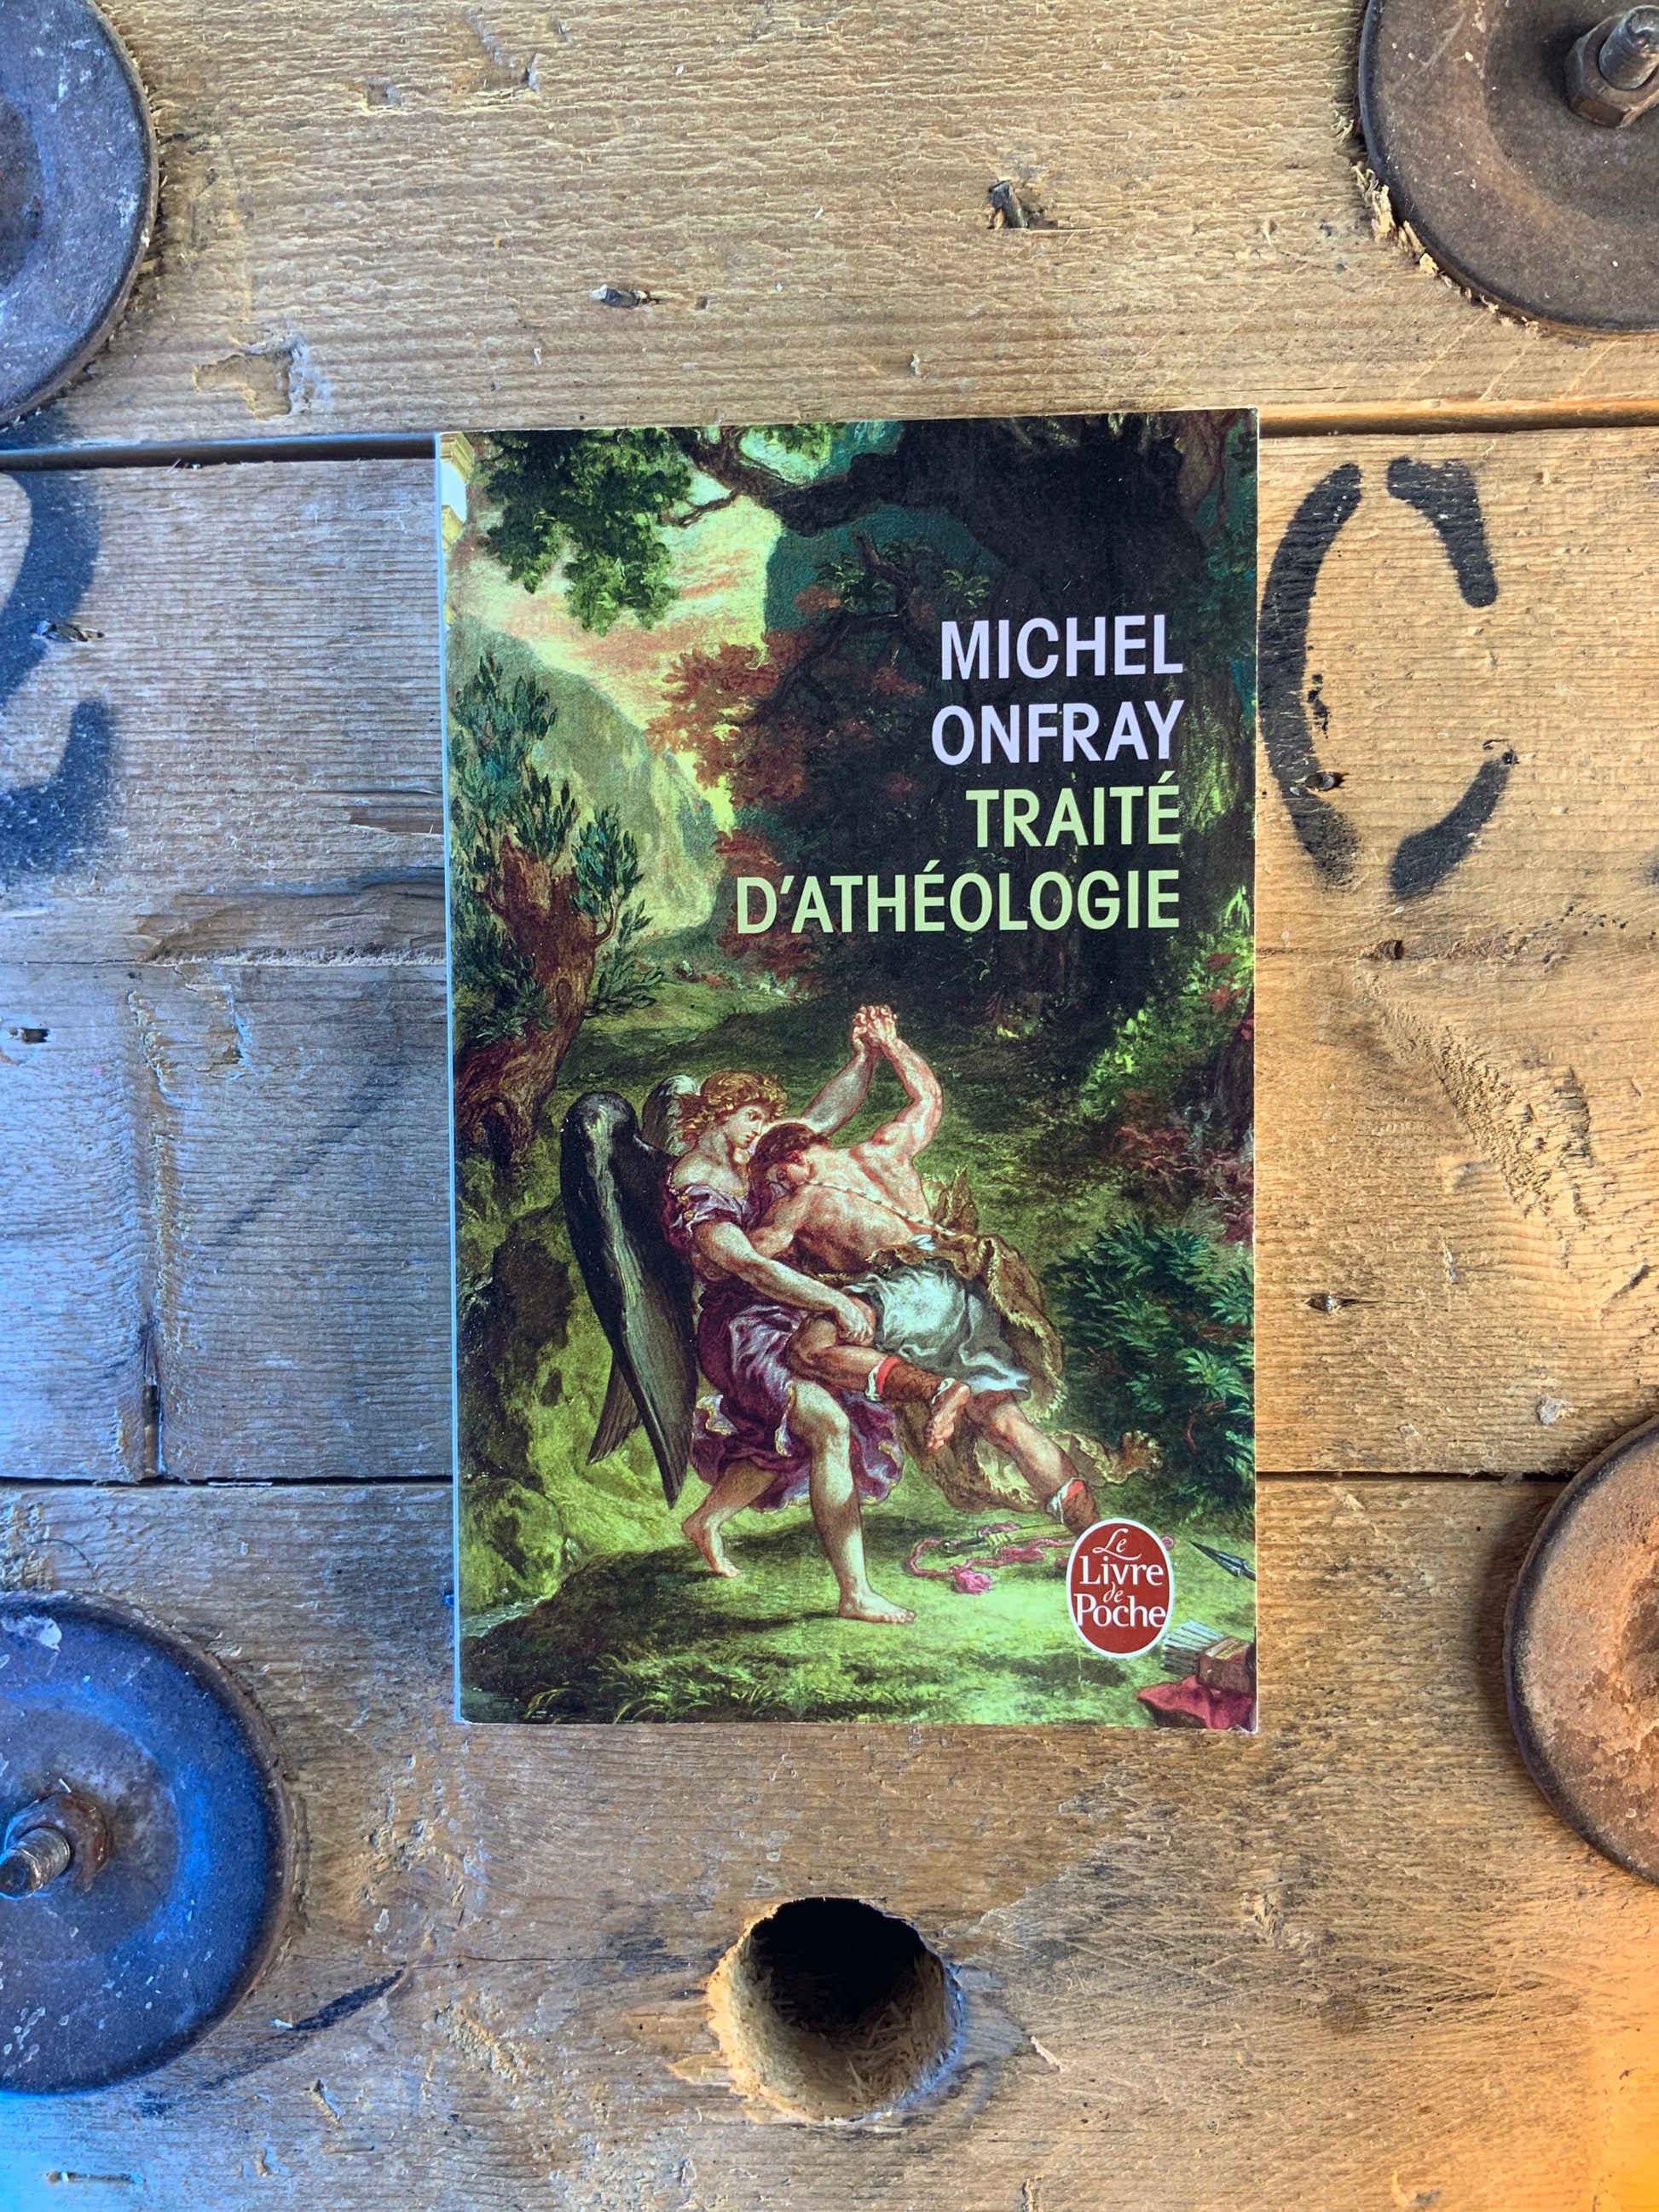 C
MICHEL
ONFRAY
TRAITÉ
D'ATHÉOLOGIE
Le
Livre
de
Poche